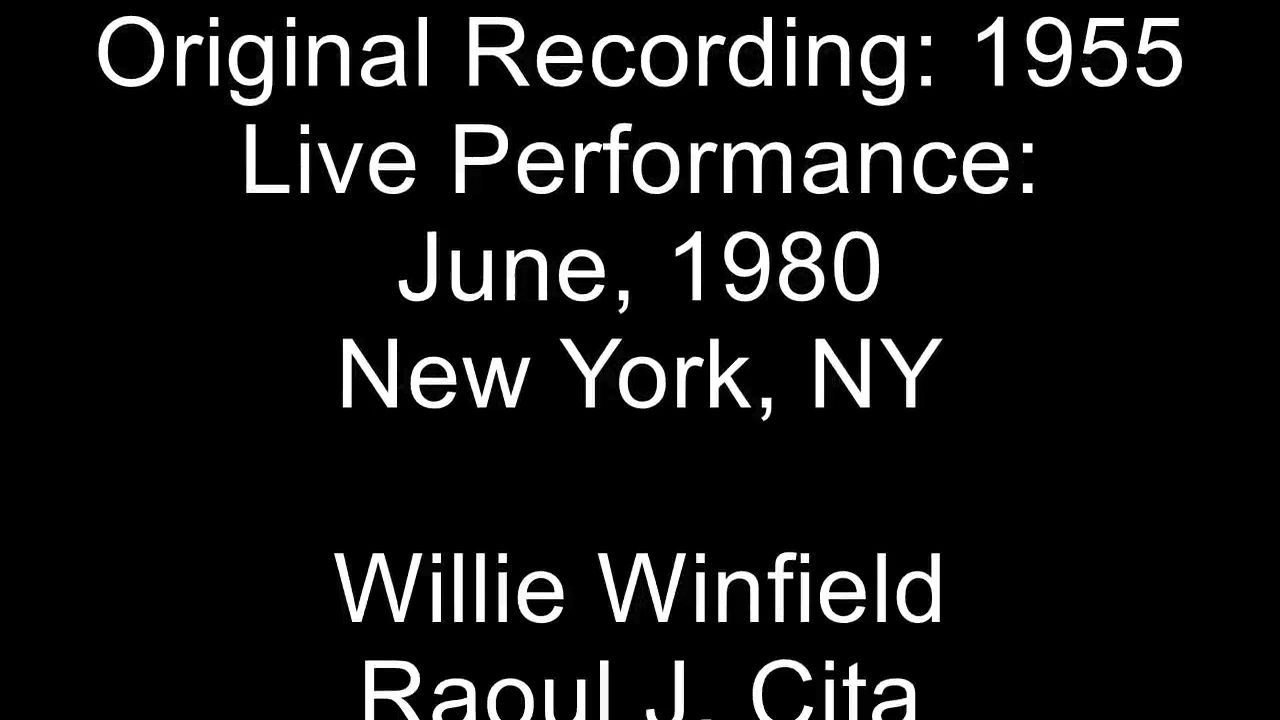 Original Recording: 1955
Live Performance:
June, 1980
New York, NY
Willie Winfield
Raoul J. Cita